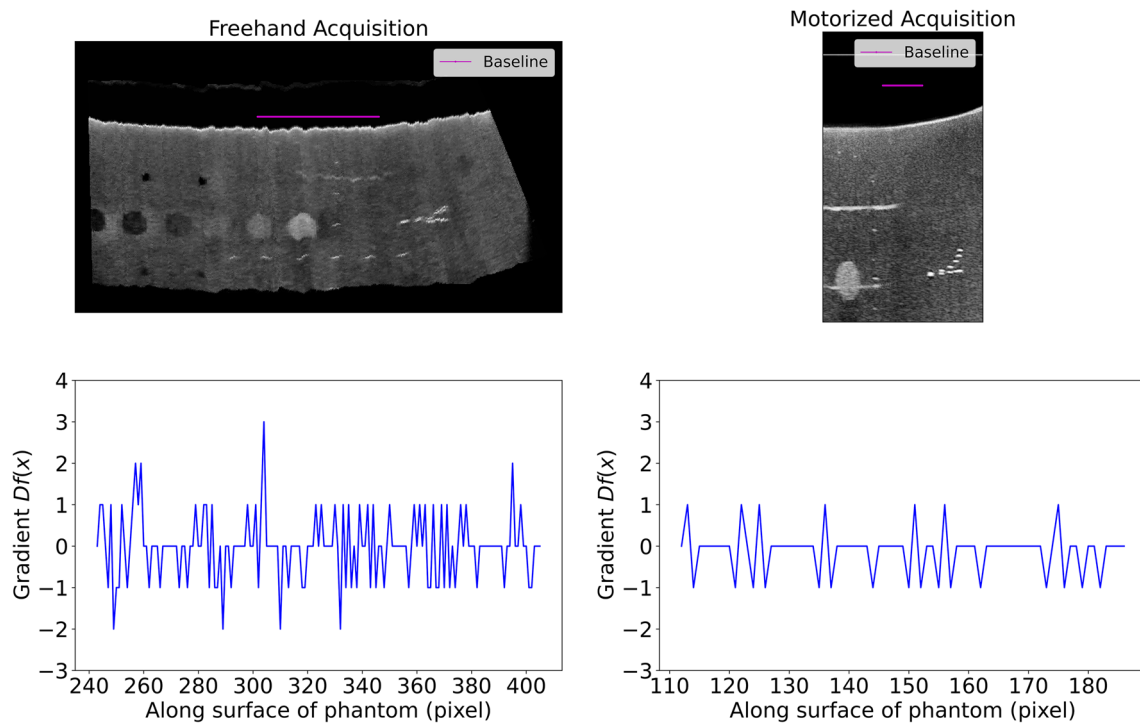 Freehand Acquisition
Baseline
Motorized Acquisition
Baseline
4
3
2
1
0
−1
−2
−3
Gradient Df(x)
240 260 280 300 320 340 360 380 400
Along surface of phantom (pixel)
4
3
2
1
0
−1
−2
−3
Gradient Df(x)
110 120 130 140 150 160 170 180
Along surface of phantom (pixel)